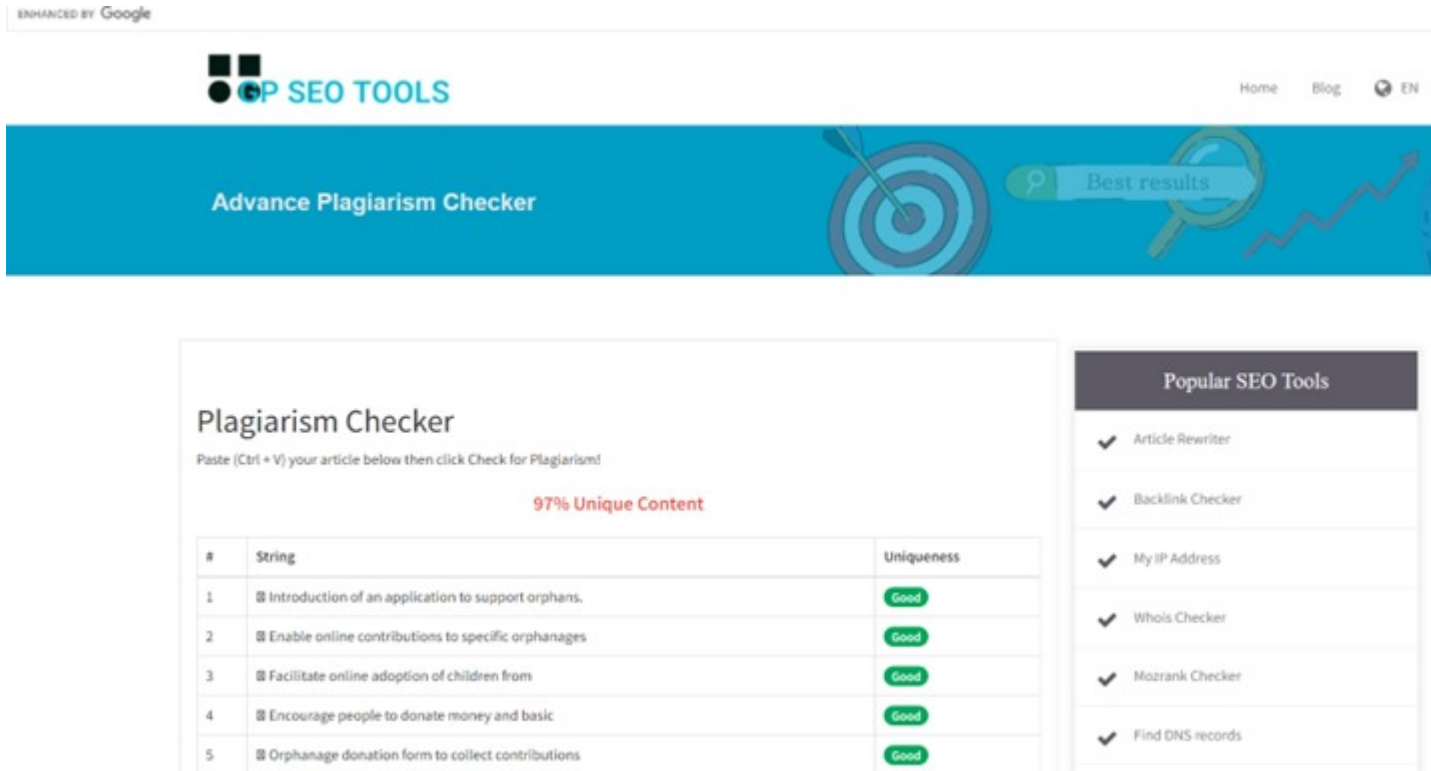 ENHANCED BY Google
GP SEO TOOLS
Home Blog EN
Advance Plagiarism Checker
Best results
Plagiarism Checker
Paste (Ctrl + V) your article below then click Check for Plagiarism!
97% Unique Content
# String Uniqueness
1 Introduction of an application to support orphans. Good
2 Enable online contributions to specific orphanages Good
3 Facilitate online adoption of children from Good
4 Encourage people to donate money and basic Good
5 Orphanage donation form to collect contributions Good
Popular SEO Tools
Article Rewriter
Backlink Checker
My IP Address
Whois Checker
Mozrank Checker
Find DNS records